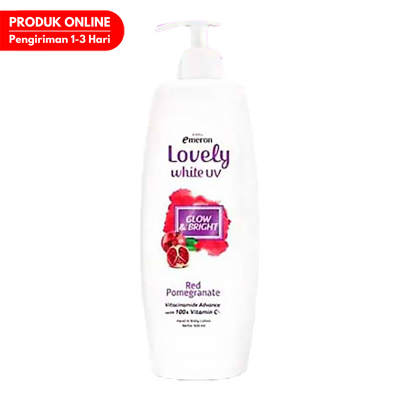 PRODUK ONLINE
Pengiriman 1-3 Hari
emeron
Lovely
white UV
GLOW
& BRIGHT
Red
Pomegranate
Vitacinamide Advance
with 100x Vitamin C*
Hand & Body Lotion